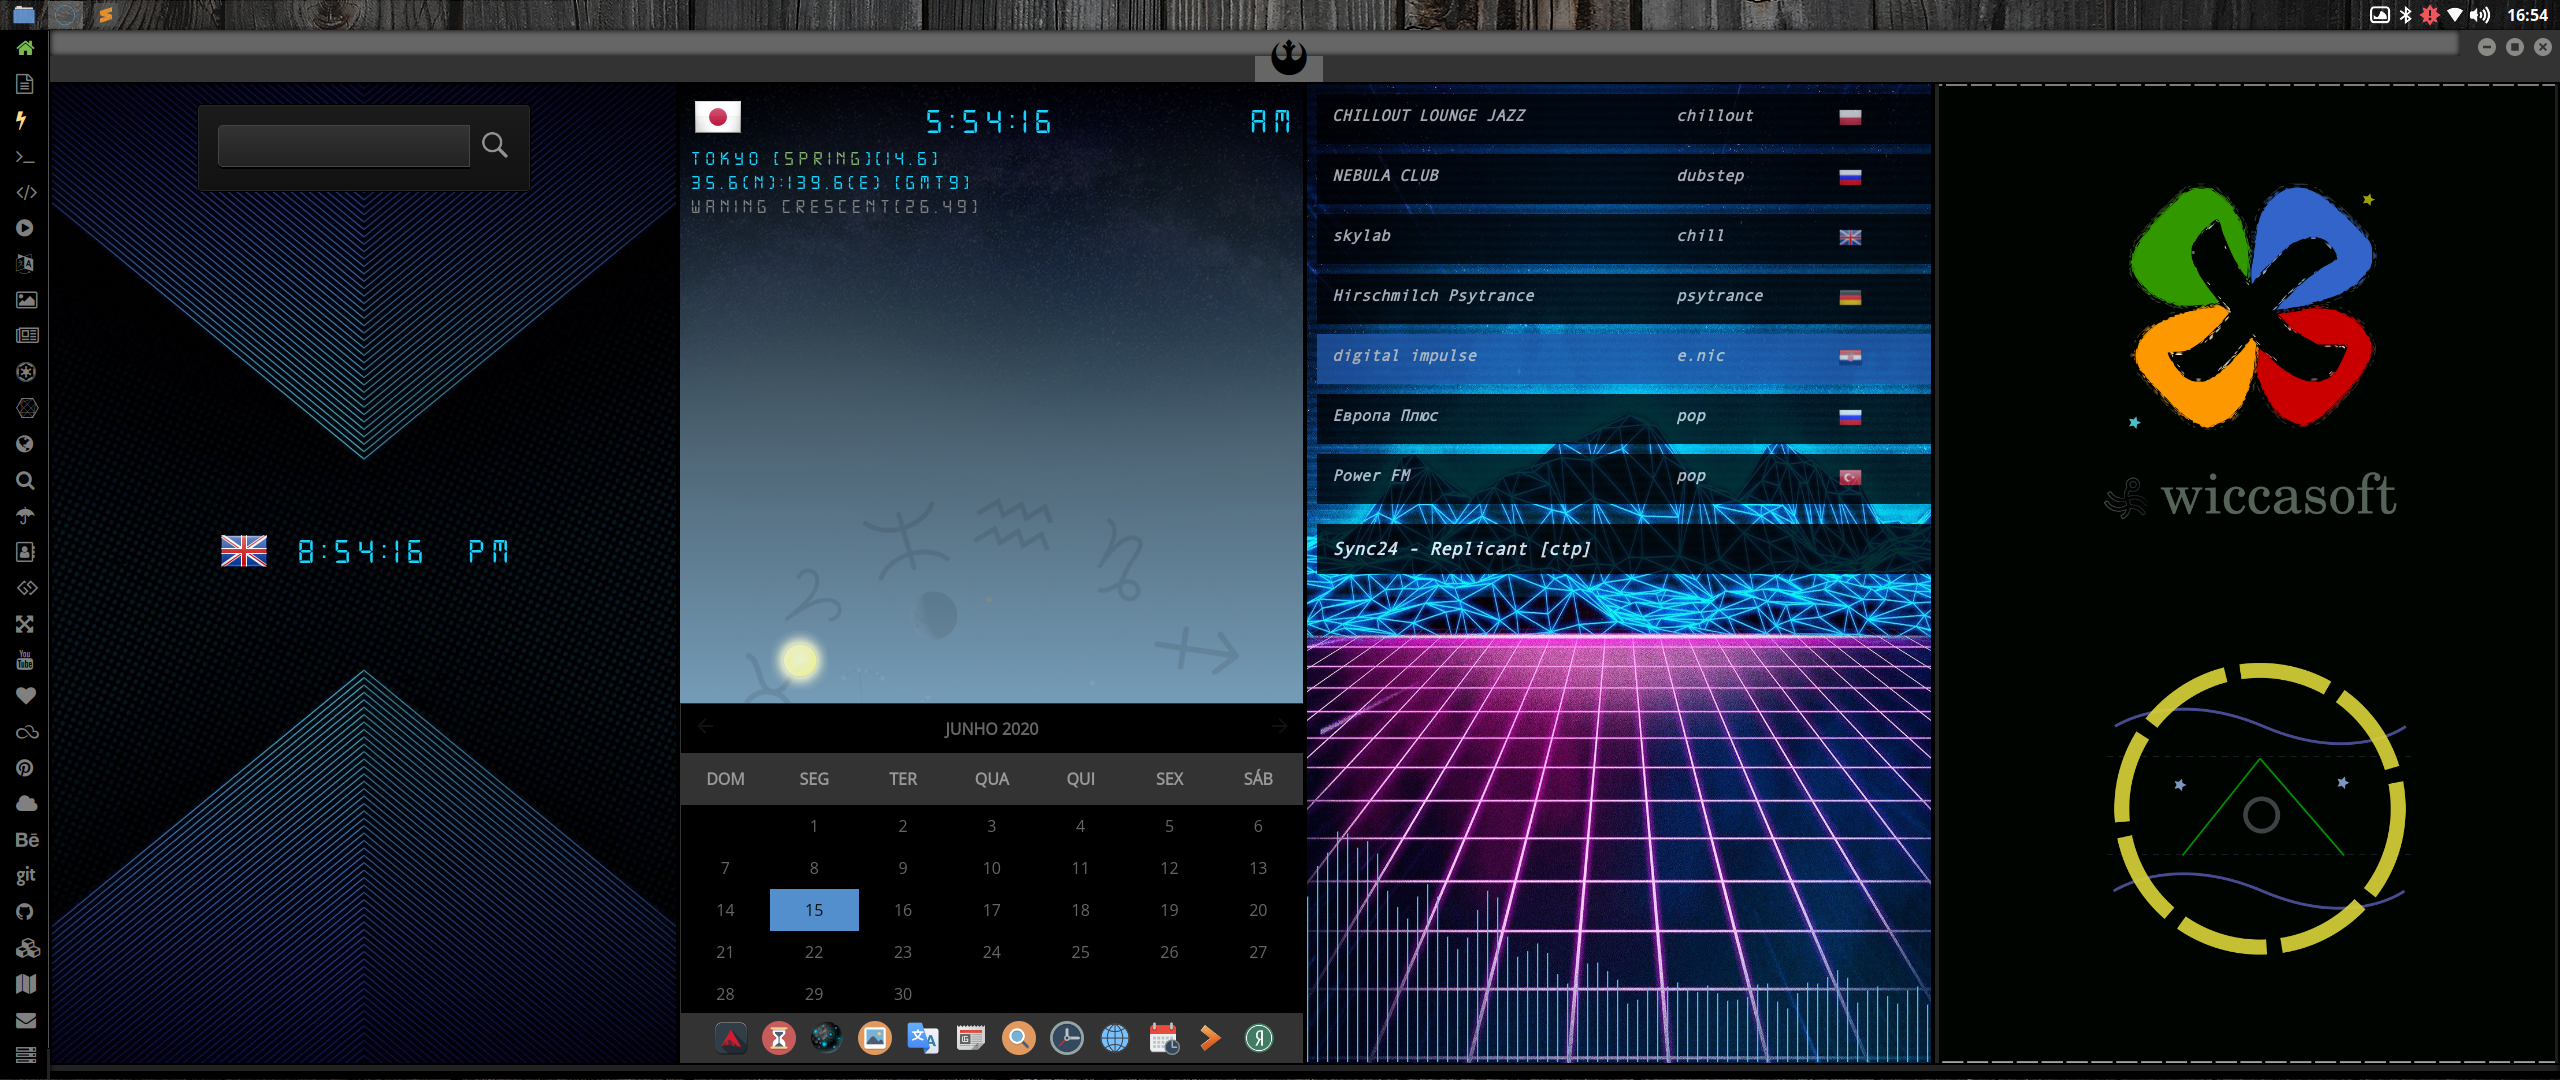 16:54
You
Tube
Bē
git
8:54:16 PM
5:54:16 AM
TOKYO [SPRING][14.6]
35.6(N):139.6(E) [GMT9]
WANING CRESCENT[26.49]
JUNHO 2020
DOM SEG TER QUA QUI SEX SÁB
1 2 3 4 5 6
7 8 9 10 11 12 13
14 15 16 17 18 19 20
21 22 23 24 25 26 27
28 29 30
CHILLOUT LOUNGE JAZZ chillout
NEBULA CLUB dubstep
skylab chill
Hirschmilch Psytrance psytrance
digital impulse e.nic
Европа Плюс pop
Power FM pop
Sync24 - Replicant [ctp]
wiccasoft